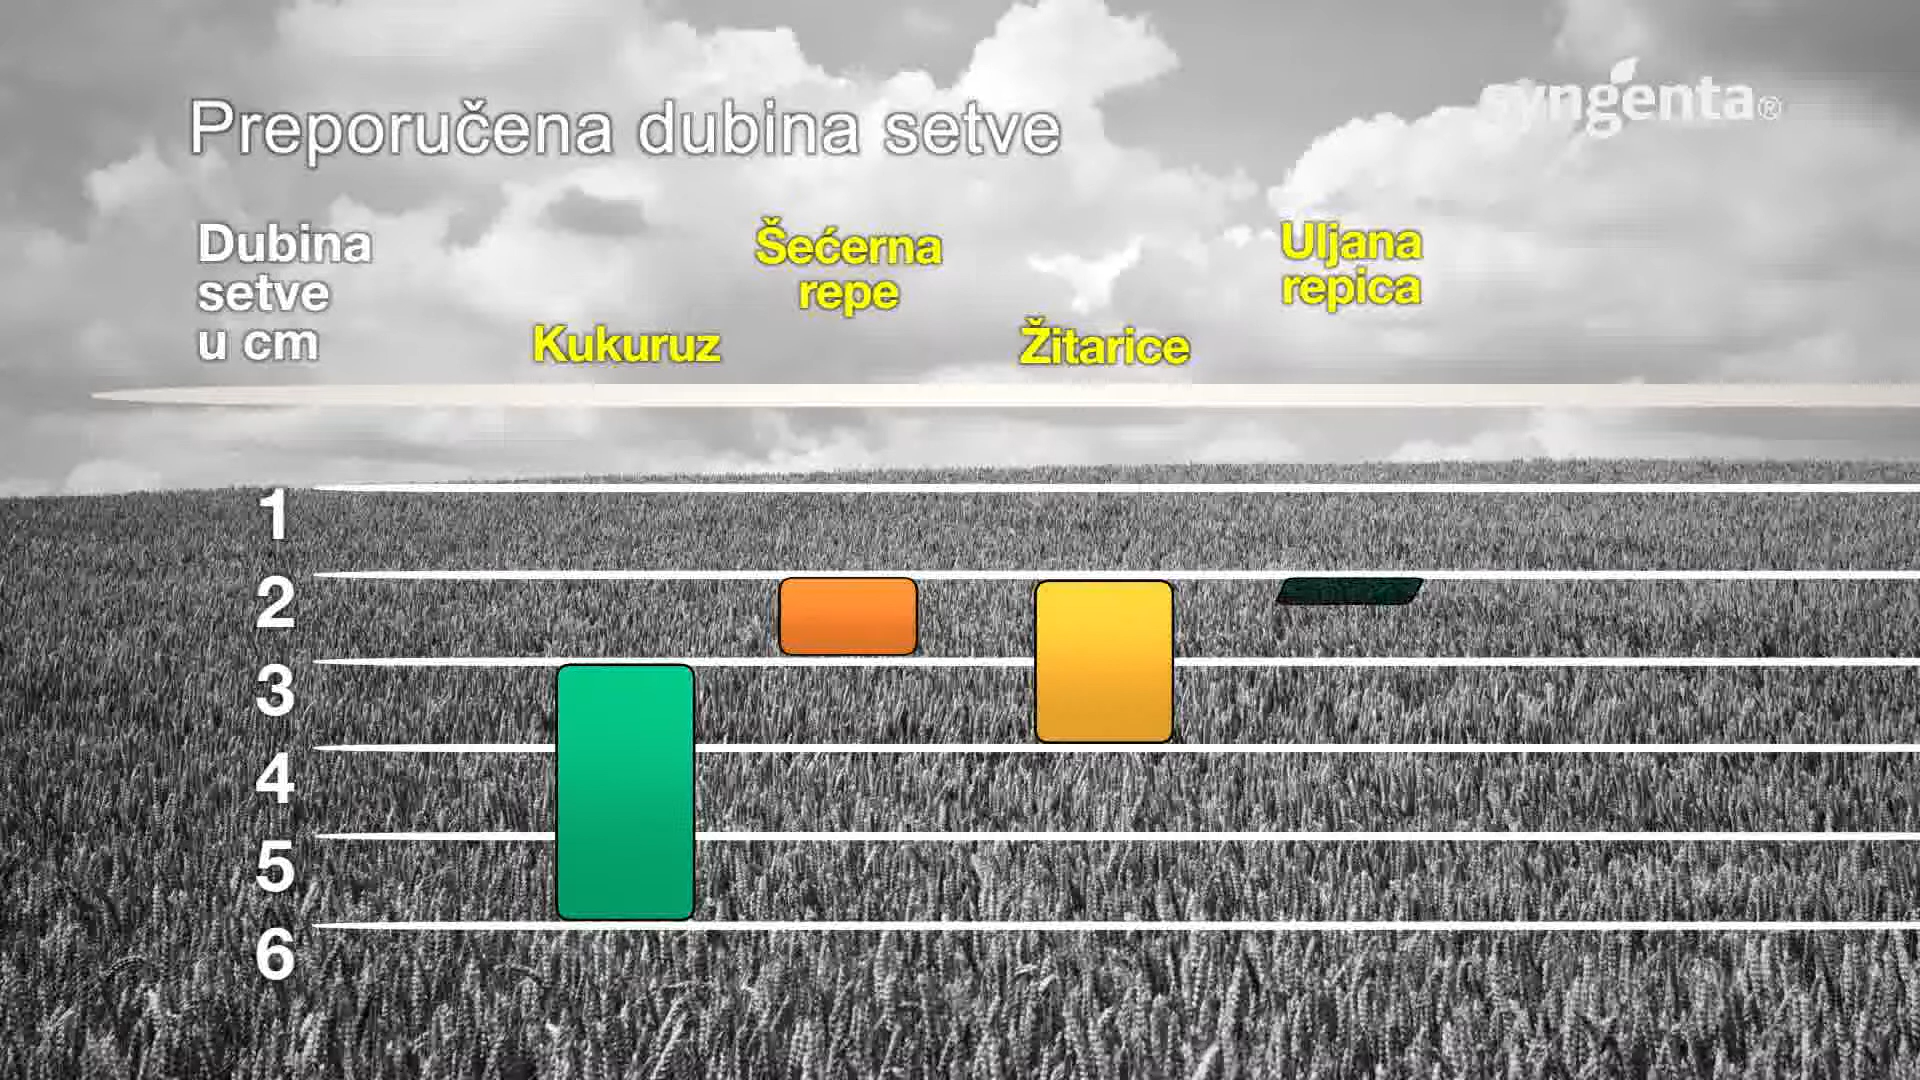 Preporučena dubina setve
syngenta®
Dubina
setve
u cm
Kukuruz
Šećerna
repe
Žitarice
Uljana
repica
1
2
3
4
5
6